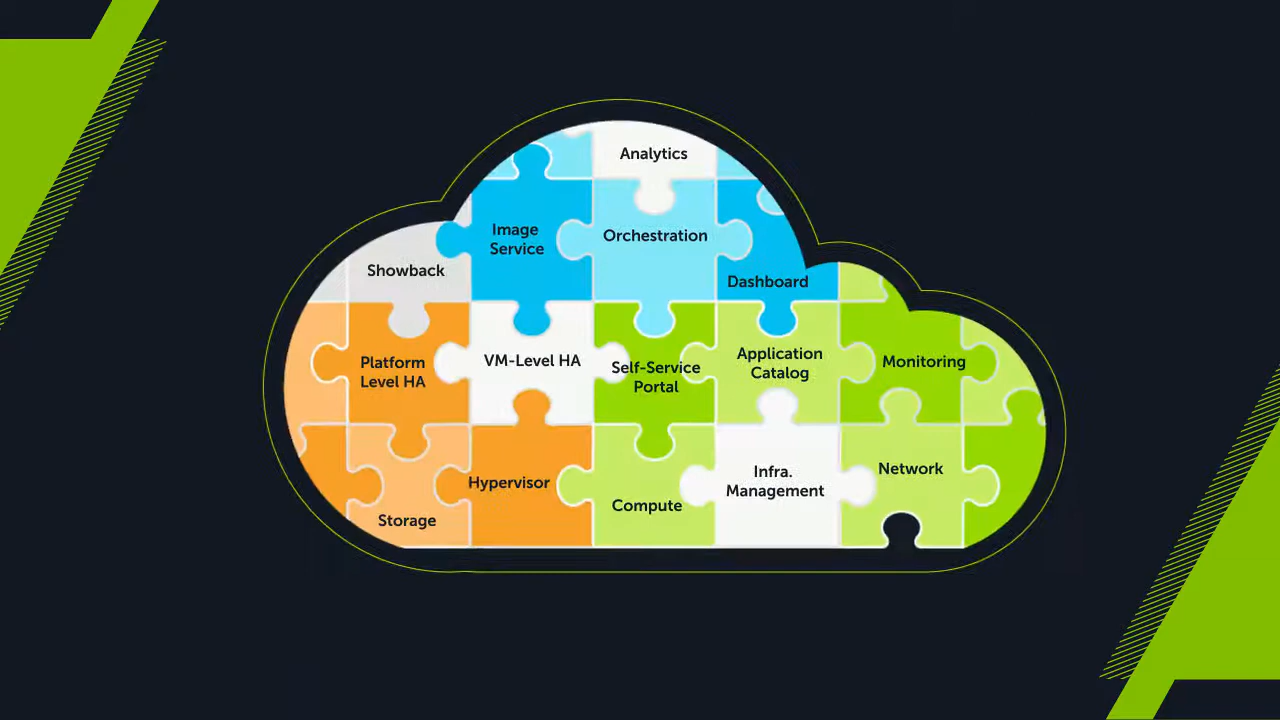 Analytics
Image
Service
Orchestration
Showback
Dashboard
Platform
Level HA
VM-Level HA
Self-Service
Portal
Application
Catalog
Monitoring
Storage
Hypervisor
Compute
Infra.
Management
Network